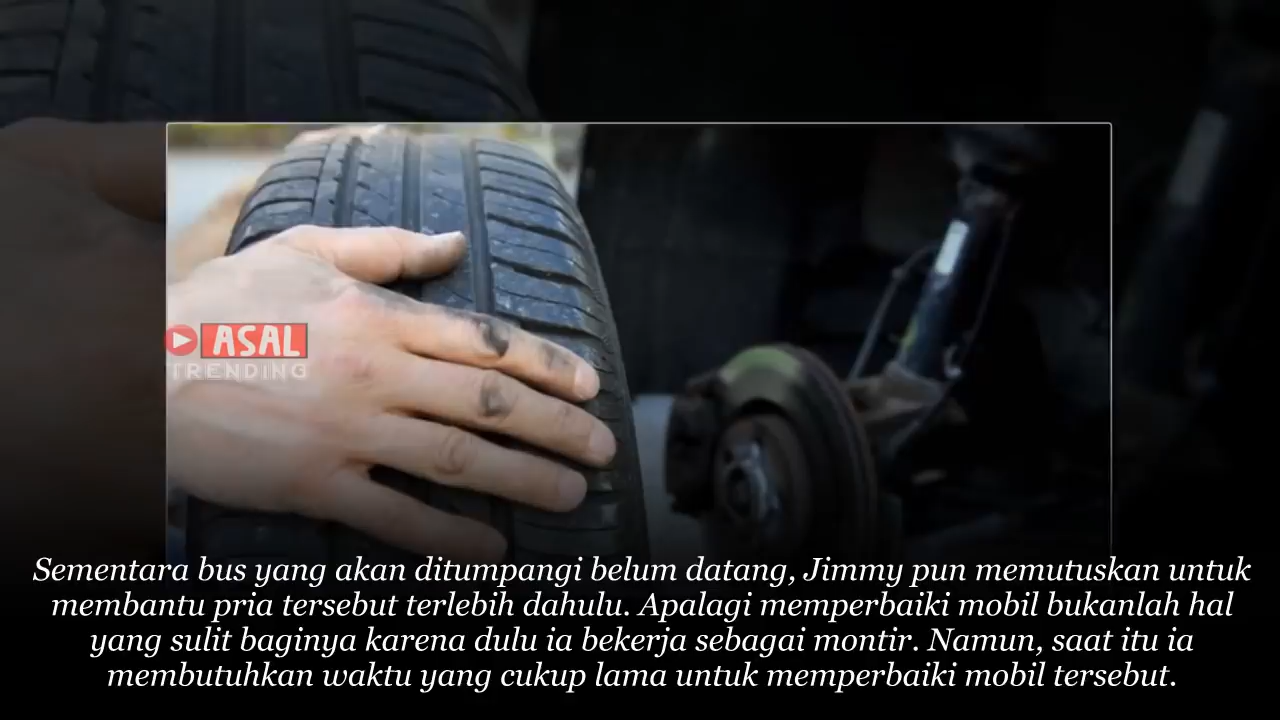 ASAL
TRENDING
Sementara bus yang akan ditumpangi belum datang, Jimmy pun memutuskan untuk
membantu pria tersebut terlebih dahulu. Apalagi memperbaiki mobil bukanlah hal
yang sulit baginya karena dulu ia bekerja sebagai montir. Namun, saat itu ia
membutuhkan waktu yang cukup lama untuk memperbaiki mobil tersebut.